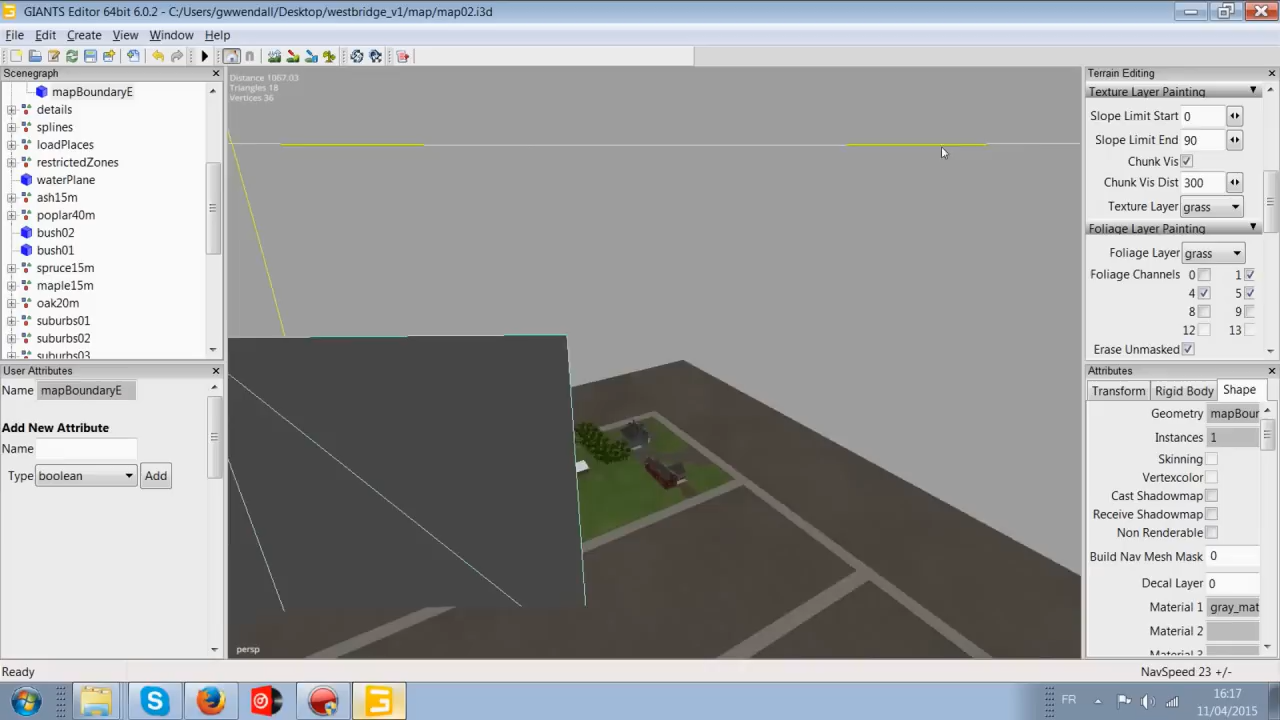 GIANTS Editor 64bit 6.0.2 - C:/Users/gwwendall/Desktop/westbridge_v1/map/map02.i3d
File Edit Create View Window Help
Scenegraph
mapBoundaryE
details
splines
loadPlaces
restrictedZones
waterPlane
ash15m
poplar40m
bush02
bush01
spruce15m
maple15m
oak20m
suburbs01
suburbs02
suburbs03
User Attributes
Name mapBoundaryE
Add New Attribute
Name
Type boolean Add
Distance 1087.03
Triangles 18
Vertices 36
persp
Terrain Editing
Texture Layer Painting
Slope Limit Start 0
Slope Limit End 90
Chunk Vis
Chunk Vis Dist 300
Texture Layer grass
Foliage Layer Painting
Foliage Layer grass
Foliage Channels 0 1
4 5
8 9
12 13
Erase Unmasked
Attributes
Transform Rigid Body Shape
Geometry mapBour
Instances 1
Skinning
Vertexcolor
Cast Shadowmap
Receive Shadowmap
Non Renderable
Build Nav Mesh Mask 0
Decal Layer 0
Material 1 gray_mat
Material 2
Material 3
Ready
NavSpeed 23 +/-
FR
16:17
11/04/2015